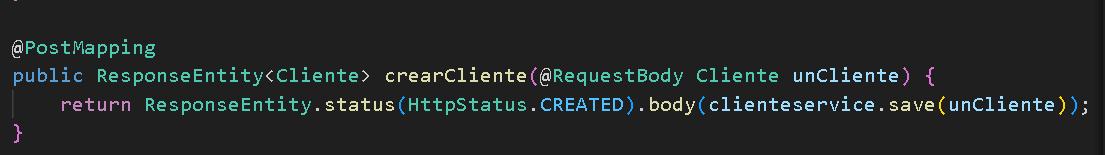 @PostMapping
public ResponseEntity<Cliente> crearCliente(@RequestBody Cliente unCliente) {
    return ResponseEntity.status(HttpStatus.CREATED).body(clienteservice.save(unCliente));
}